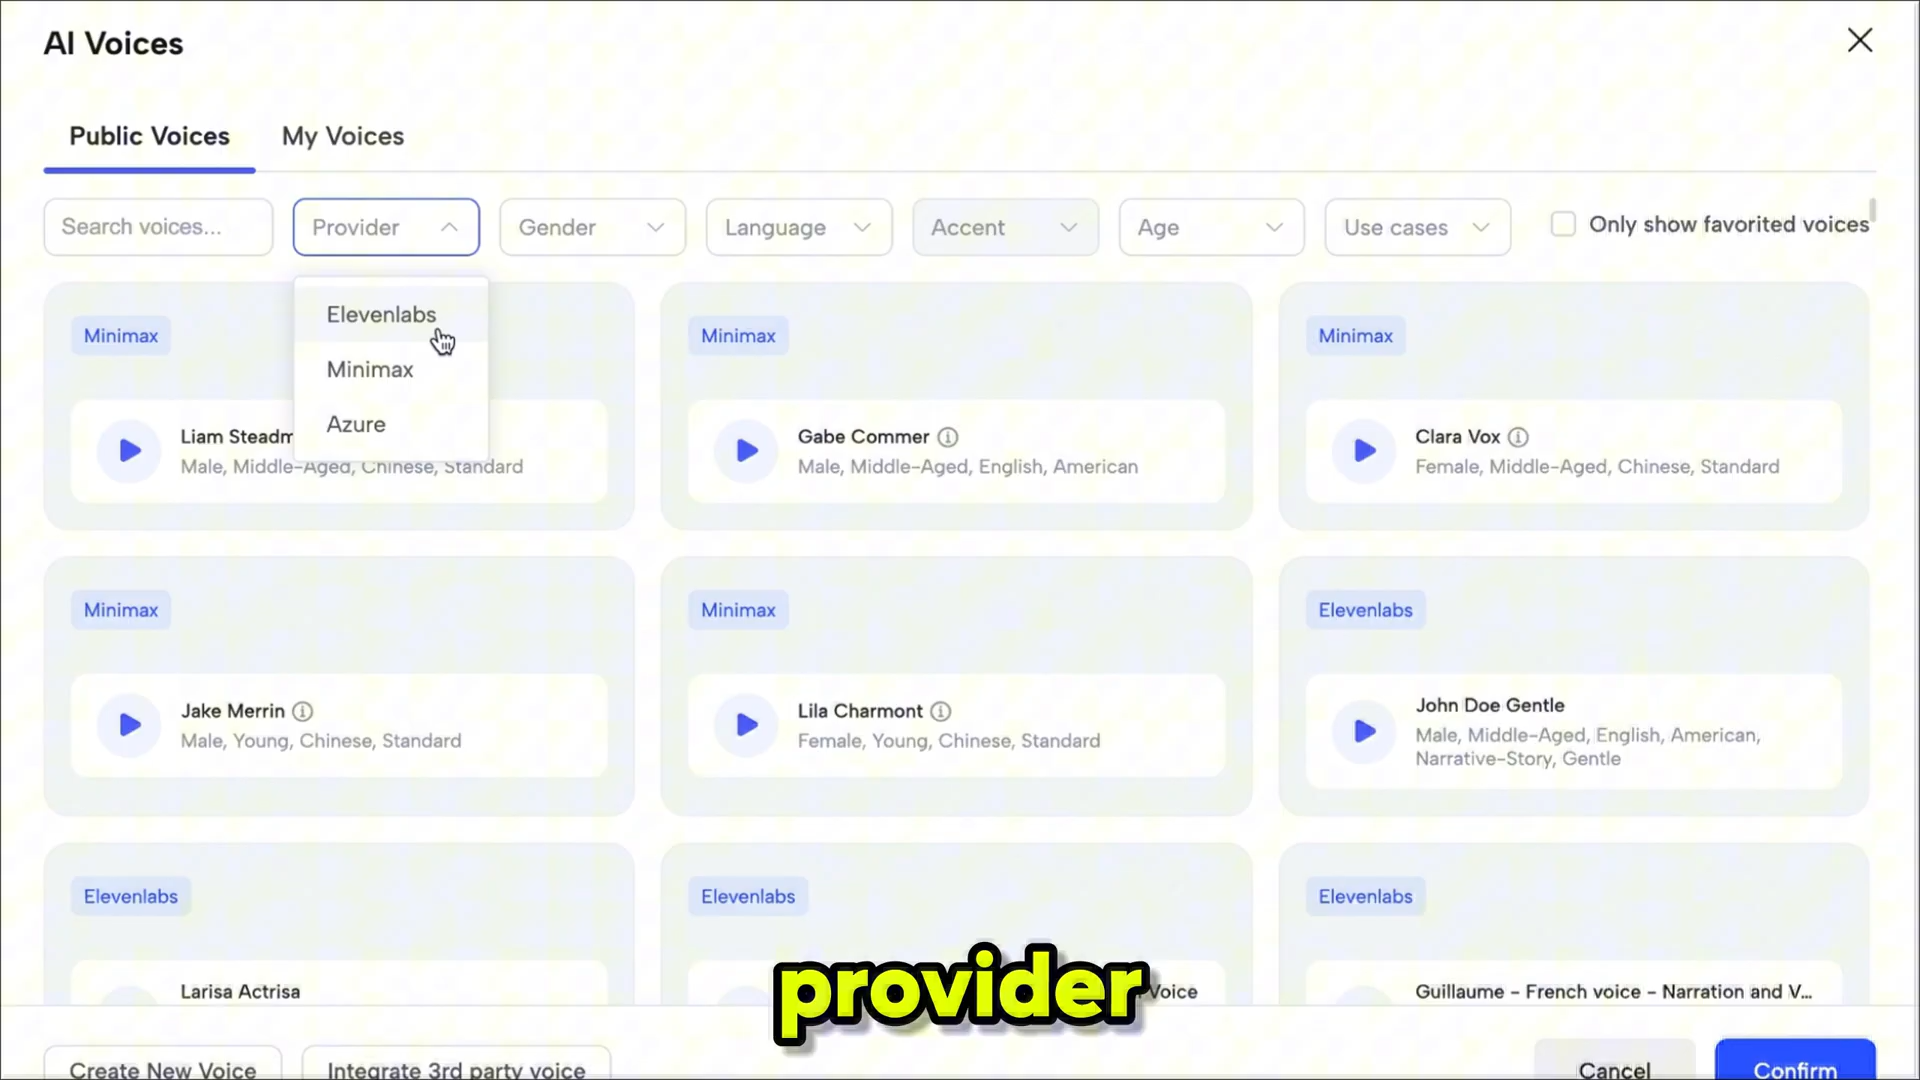 AI Voices
Public Voices
My Voices
Search voices...
Provider
Gender
Language
Accent
Age
Use cases
Only show favorited voices
Elevenlabs
Minimax
Azure
Minimax
Liam Steadm
Male, Middle-Aged, Chinese, Standard
Minimax
Gabe Commer
Male, Middle-Aged, English, American
Minimax
Clara Vox
Female, Middle-Aged, Chinese, Standard
Minimax
Jake Merrin
Male, Young, Chinese, Standard
Minimax
Lila Charmont
Female, Young, Chinese, Standard
Elevenlabs
John Doe Gentle
Male, Middle-Aged, English, American,
Narrative-Story, Gentle
Elevenlabs
Larisa Actrisa
Elevenlabs
Voice
Elevenlabs
Guillaume - French voice - Narration and V...
provider
Create New Voice
Integrate 3rd party voice
Cancel
Confirm